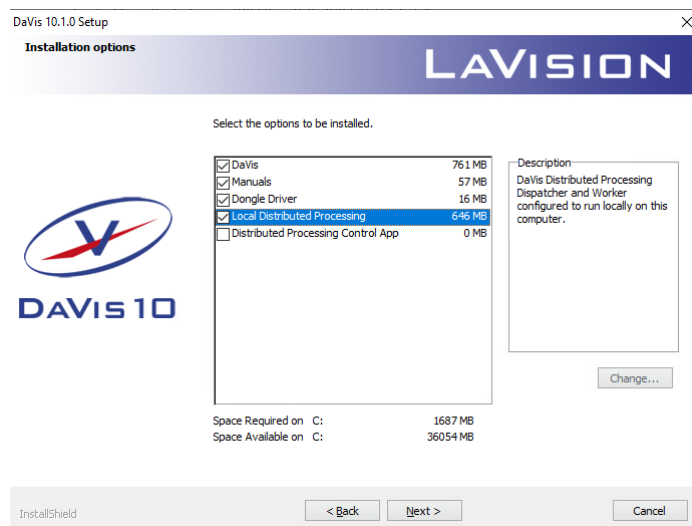 DaVis 10.1.0 Setup
Installation options
LAVISION
Select the options to be installed.
DaVis 761 MB
Manuals 57 MB
Dongle Driver 16 MB
Local Distributed Processing 646 MB
Distributed Processing Control App 0 MB
Description
DaVis Distributed Processing
Dispatcher and Worker
configured to run locally on this
computer.
DAVIS 10
Change...
Space Required on C: 1687 MB
Space Available on C: 36054 MB
InstallShield
< Back Next > Cancel